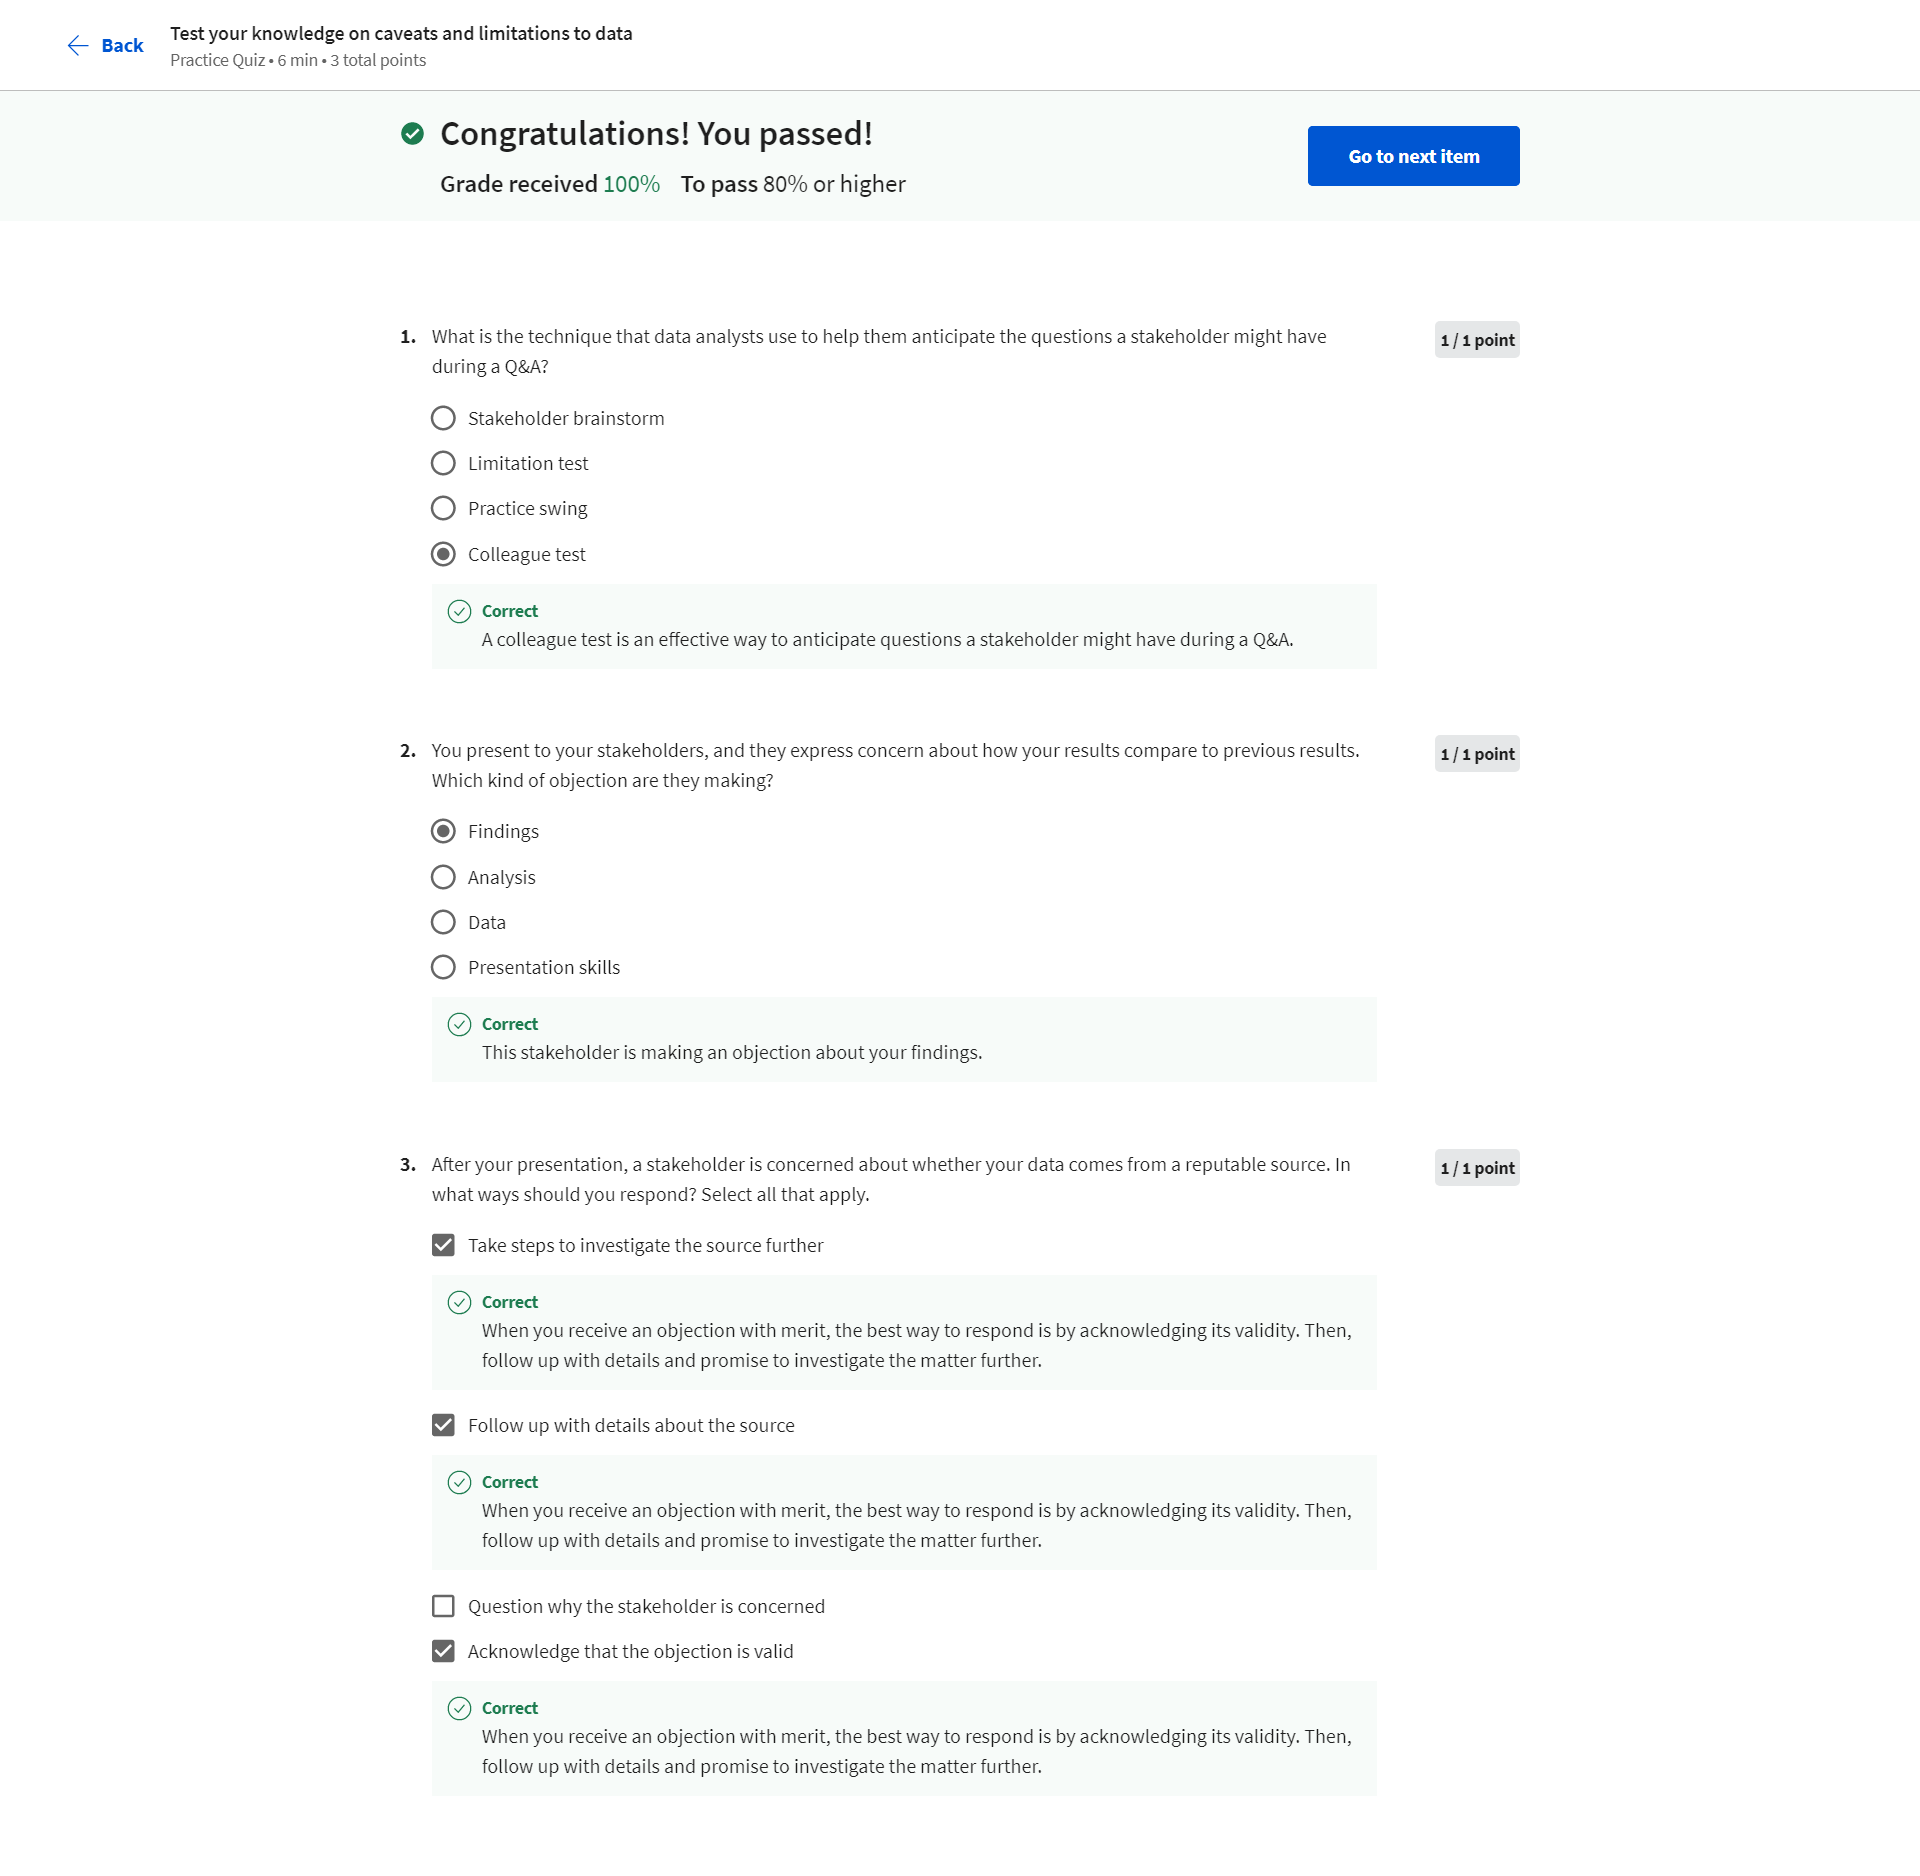 Back
Test your knowledge on caveats and limitations to data
Practice Quiz • 6 min • 3 total points
Congratulations! You passed!
Grade received 100% To pass 80% or higher
Go to next item
1. What is the technique that data analysts use to help them anticipate the questions a stakeholder might have
during a Q&A?
1 / 1 point
Stakeholder brainstorm
Limitation test
Practice swing
Colleague test
Correct
A colleague test is an effective way to anticipate questions a stakeholder might have during a Q&A.
2. You present to your stakeholders, and they express concern about how your results compare to previous results.
Which kind of objection are they making?
1 / 1 point
Findings
Analysis
Data
Presentation skills
Correct
This stakeholder is making an objection about your findings.
3. After your presentation, a stakeholder is concerned about whether your data comes from a reputable source. In
what ways should you respond? Select all that apply.
1 / 1 point
Take steps to investigate the source further
Correct
When you receive an objection with merit, the best way to respond is by acknowledging its validity. Then,
follow up with details and promise to investigate the matter further.
Follow up with details about the source
Correct
When you receive an objection with merit, the best way to respond is by acknowledging its validity. Then,
follow up with details and promise to investigate the matter further.
Question why the stakeholder is concerned
Acknowledge that the objection is valid
Correct
When you receive an objection with merit, the best way to respond is by acknowledging its validity. Then,
follow up with details and promise to investigate the matter further.